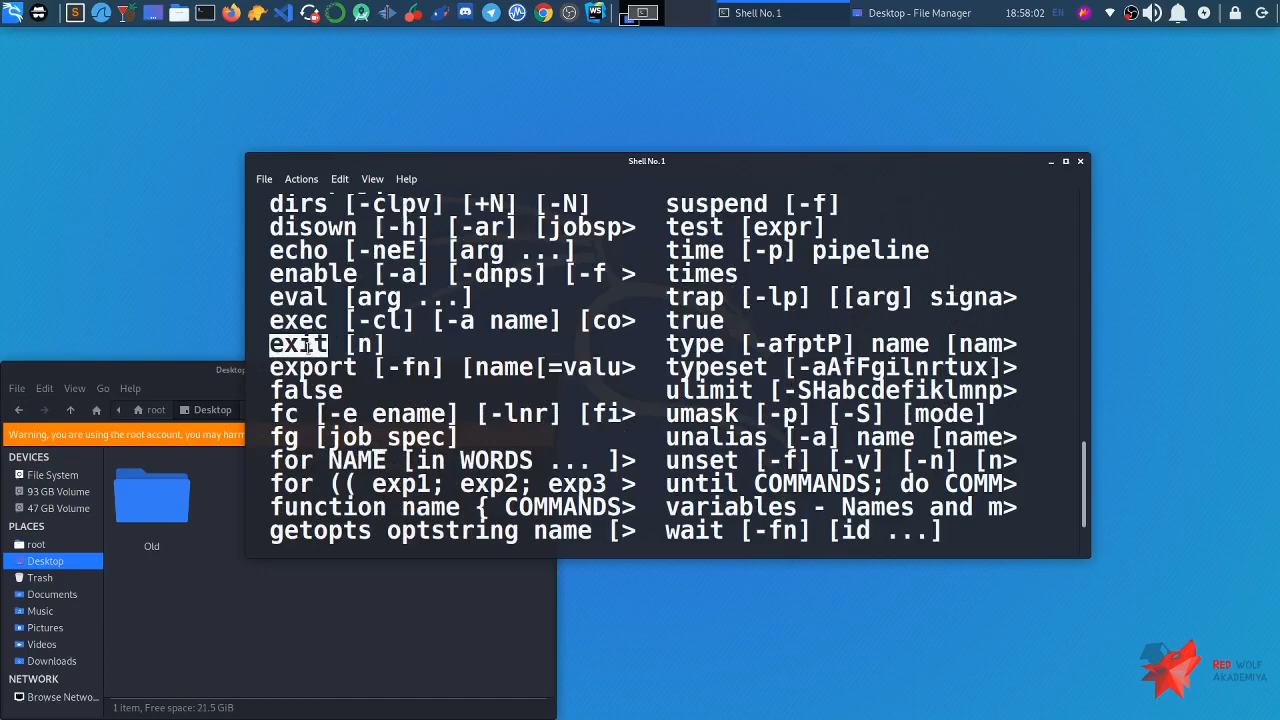 Shell No. 1
Desktop - File Manager
18:58:02
EN
Shell No.1
File Actions Edit View Help
dirs [-clpv] [+N] [-N]
suspend [-f]
disown [-h] [-ar] [jobsp>
test [expr]
echo [-neE] [arg ...]
time [-p] pipeline
enable [-a] [-dnps] [-f >
times
eval [arg ...]
trap [-lp] [[arg] signa>
exec [-cl] [-a name] [co>
true
exit [n]
type [-afptP] name [nam>
export [-fn] [name[=valu>
typeset [-aAfFgilnrtux]>
false
ulimit [-SHabcdefiklmnp>
fc [-e ename] [-lnr] [fi>
umask [-p] [-S] [mode]
fg [job_spec]
unalias [-a] name [name>
for NAME [in WORDS ... ]>
unset [-f] [-v] [-n] [n>
for (( exp1; exp2; exp3 >
until COMMANDS; do COMM>
function name { COMMANDS>
variables - Names and m>
getopts optstring name [>
wait [-fn] [id ...]
Desktop
File Edit View Go Help
root
Desktop
Warning, you are using the root account, you may harm
DEVICES
File System
93 GB Volume
47 GB Volume
PLACES
root
Desktop
Trash
Documents
Music
Pictures
Videos
Downloads
NETWORK
Browse Netwo...
Old
1 item, Free space: 21.5 GiB
RED WOLF
AKADEMIYA